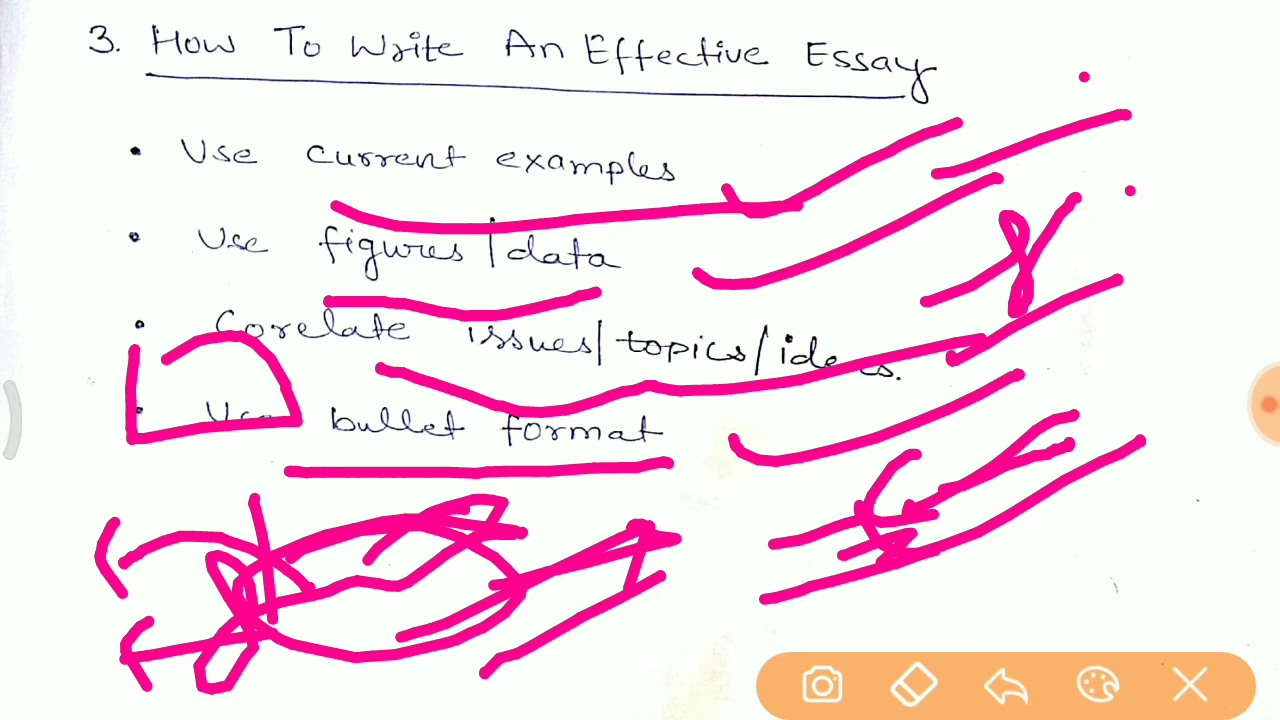 3. How To Write An Effective Essay
• Use current examples
• Use figures/data
• Corelate issues/topics/ideas.
• Use bullet format